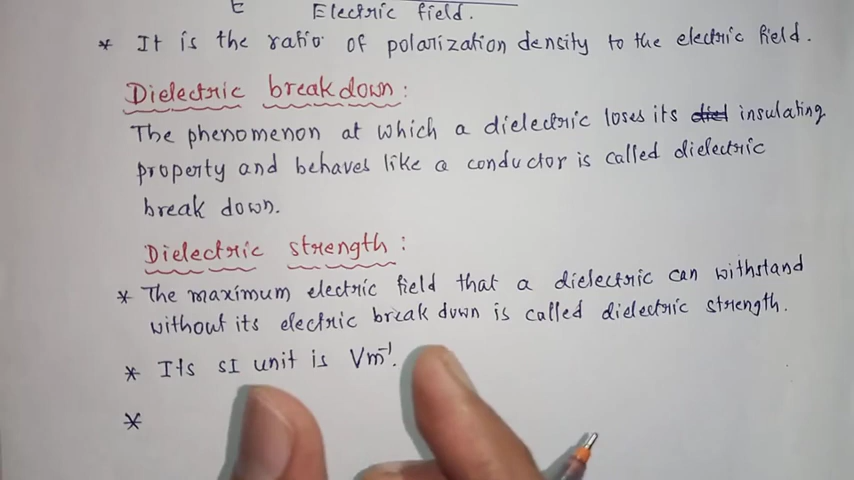 E Electric field.
* It is the ratio of polarization density to the electric field.
Dielectric break down :
The phenomenon at which a dielectric loses its died insulating
property and behaves like a conductor is called dielectric
break down.
Dielectric strength :
* The maximum electric field that a dielectric can withstand
without its electric break down is called dielectric strength.
* Its SI unit is Vm⁻¹.
*